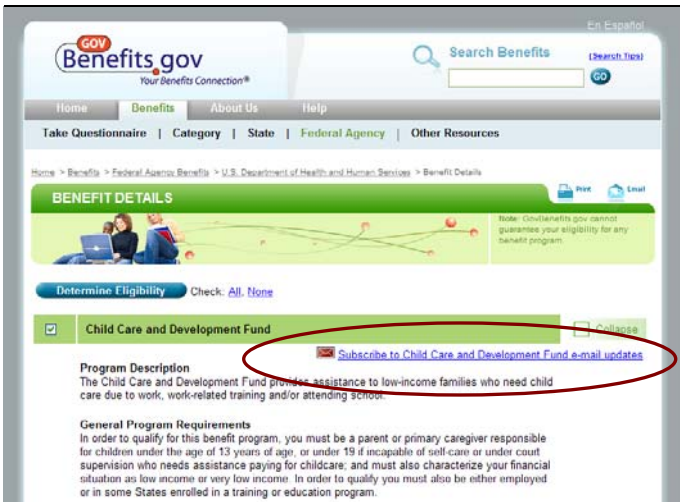 En Español
GOV
Benefits.gov
Your Benefits Connection®
Search Benefits
(Search Tips)
GO
Home Benefits About Us Help
Take Questionnaire | Category | State | Federal Agency | Other Resources
Home > Benefits > Federal Agency Benefits > U.S. Department of Health and Human Services > Benefit Details
BENEFIT DETAILS
Print Email
Note: GovBenefits.gov cannot
guarantee your eligibility for any
benefit program.
Determine Eligibility Check: All, None
Child Care and Development Fund Collapse
Subscribe to Child Care and Development Fund e-mail updates
Program Description
The Child Care and Development Fund provides assistance to low-income families who need child
care due to work, work-related training and/or attending school.
General Program Requirements
In order to qualify for this benefit program, you must be a parent or primary caregiver responsible
for children under the age of 13 years of age, or under 19 if incapable of self-care or under court
supervision who needs assistance paying for childcare; and must also characterize your financial
situation as low income or very low income. In order to qualify you must also be either employed
or in some States enrolled in a training or education program.